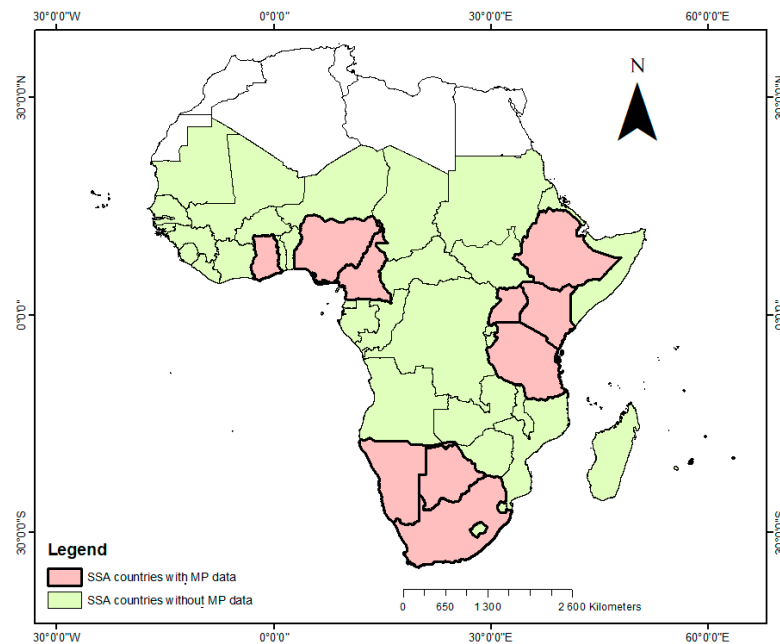 30°0'0"W 0°0'0" 30°0'0"E 60°0'0"E
N
30°0'0"N 30°0'0"N
0°0'0" 0°0'0"
30°0'0"S 30°0'0"S
Legend
SSA countries with MP data
SSA countries without MP data
0 650 1 300 2 600 Kilometers
30°0'0"W 0°0'0" 30°0'0"E 60°0'0"E